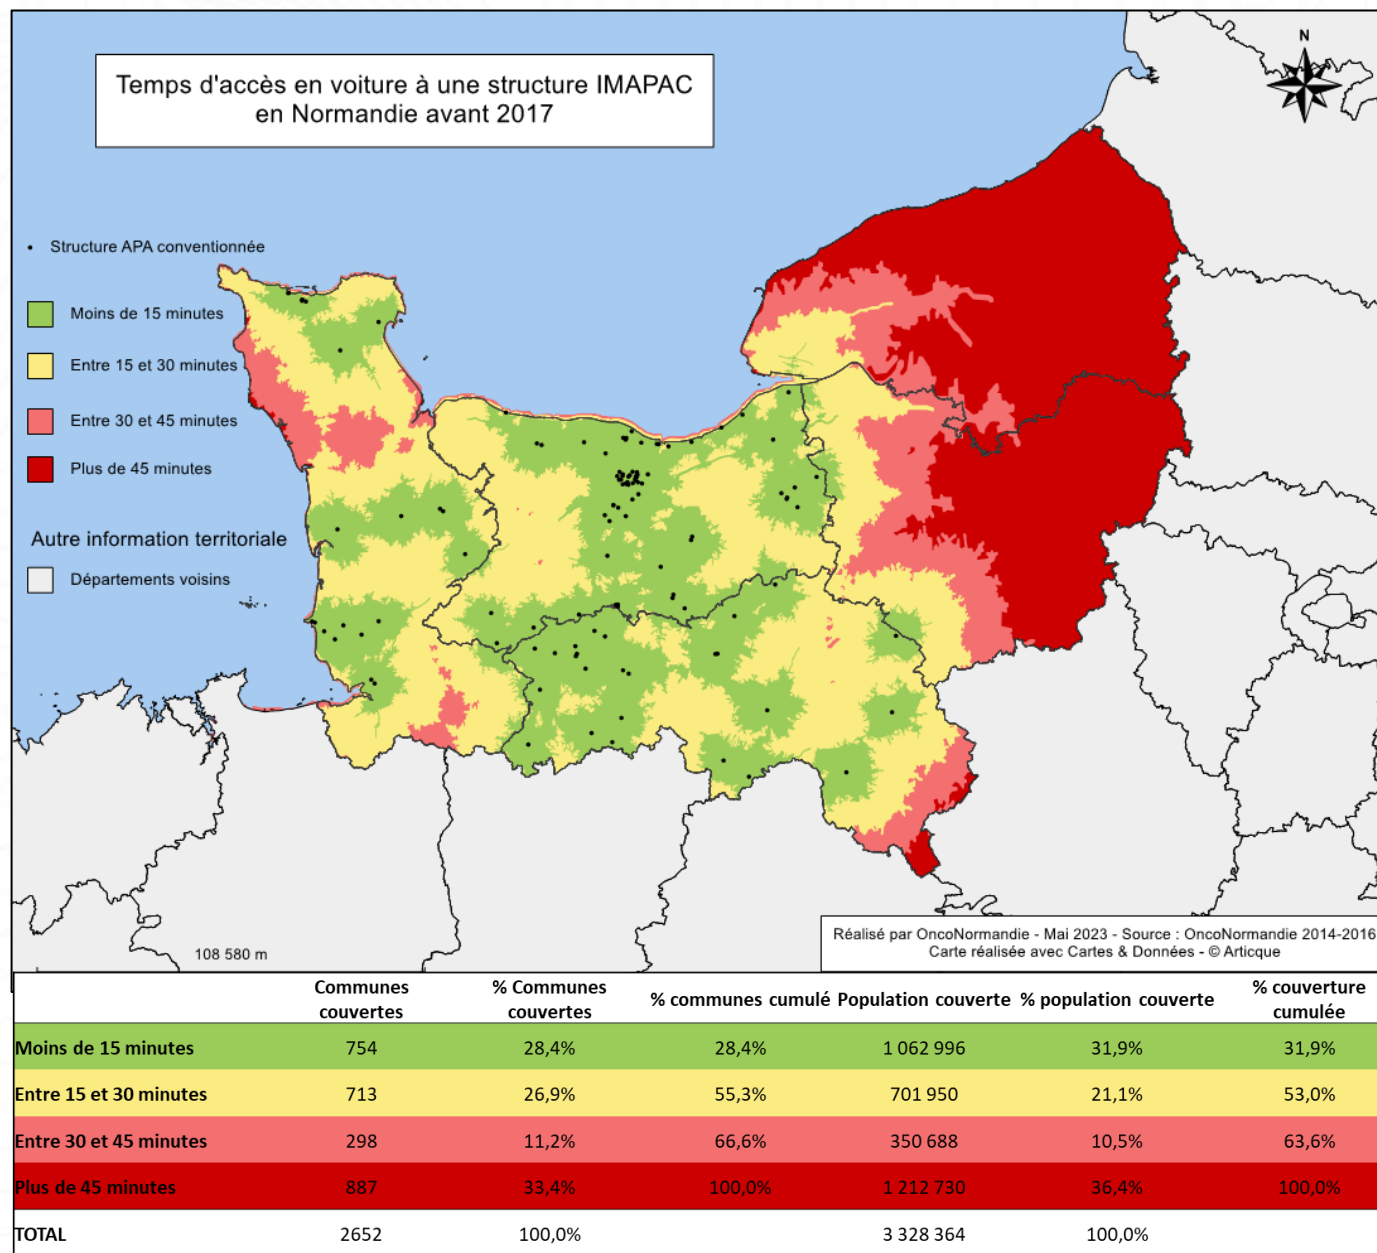 Temps d'accès en voiture à une structure IMAPAC
en Normandie avant 2017
N
Structure APA conventionnée
Moins de 15 minutes
Entre 15 et 30 minutes
Entre 30 et 45 minutes
Plus de 45 minutes
Autre information territoriale
Départements voisins
108 580 m
Réalisé par OncoNormandie - Mai 2023 - Source : OncoNormandie 2014-2016
Carte réalisée avec Cartes & Données - © Articque
Communes couvertes % Communes couvertes % communes cumulé Population couverte % population couverte % couverture cumulée
Moins de 15 minutes 754 28,4% 28,4% 1 062 996 31,9% 31,9%
Entre 15 et 30 minutes 713 26,9% 55,3% 701 950 21,1% 53,0%
Entre 30 et 45 minutes 298 11,2% 66,6% 350 688 10,5% 63,6%
Plus de 45 minutes 887 33,4% 100,0% 1 212 730 36,4% 100,0%
TOTAL 2652 100,0% 3 328 364 100,0%